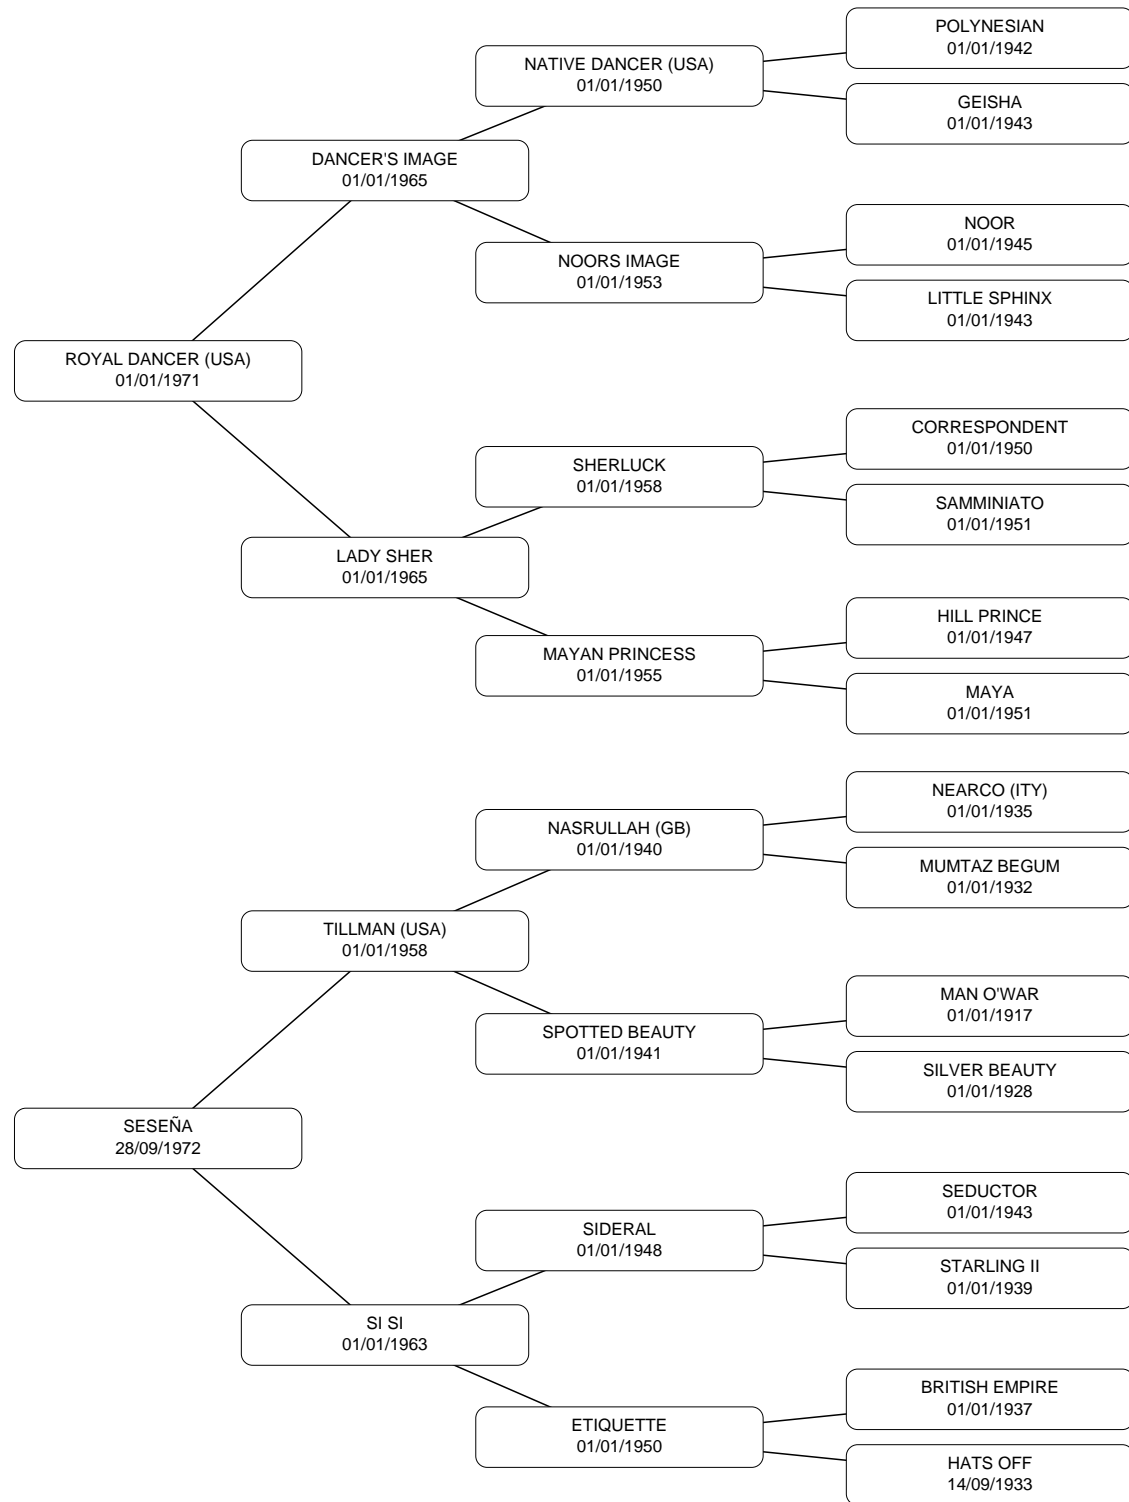 POLYNESIAN
01/01/1942
NATIVE DANCER (USA)
01/01/1950
GEISHA
01/01/1943
DANCER'S IMAGE
01/01/1965
NOOR
01/01/1945
NOORS IMAGE
01/01/1953
LITTLE SPHINX
01/01/1943
ROYAL DANCER (USA)
01/01/1971
CORRESPONDENT
01/01/1950
SHERLUCK
01/01/1958
SAMMINIATO
01/01/1951
LADY SHER
01/01/1965
HILL PRINCE
01/01/1947
MAYAN PRINCESS
01/01/1955
MAYA
01/01/1951
NEARCO (ITY)
01/01/1935
NASRULLAH (GB)
01/01/1940
MUMTAZ BEGUM
01/01/1932
TILLMAN (USA)
01/01/1958
MAN O'WAR
01/01/1917
SPOTTED BEAUTY
01/01/1941
SILVER BEAUTY
01/01/1928
SESEÑA
28/09/1972
SEDUCTOR
01/01/1943
SIDERAL
01/01/1948
STARLING II
01/01/1939
SI SI
01/01/1963
BRITISH EMPIRE
01/01/1937
ETIQUETTE
01/01/1950
HATS OFF
14/09/1933